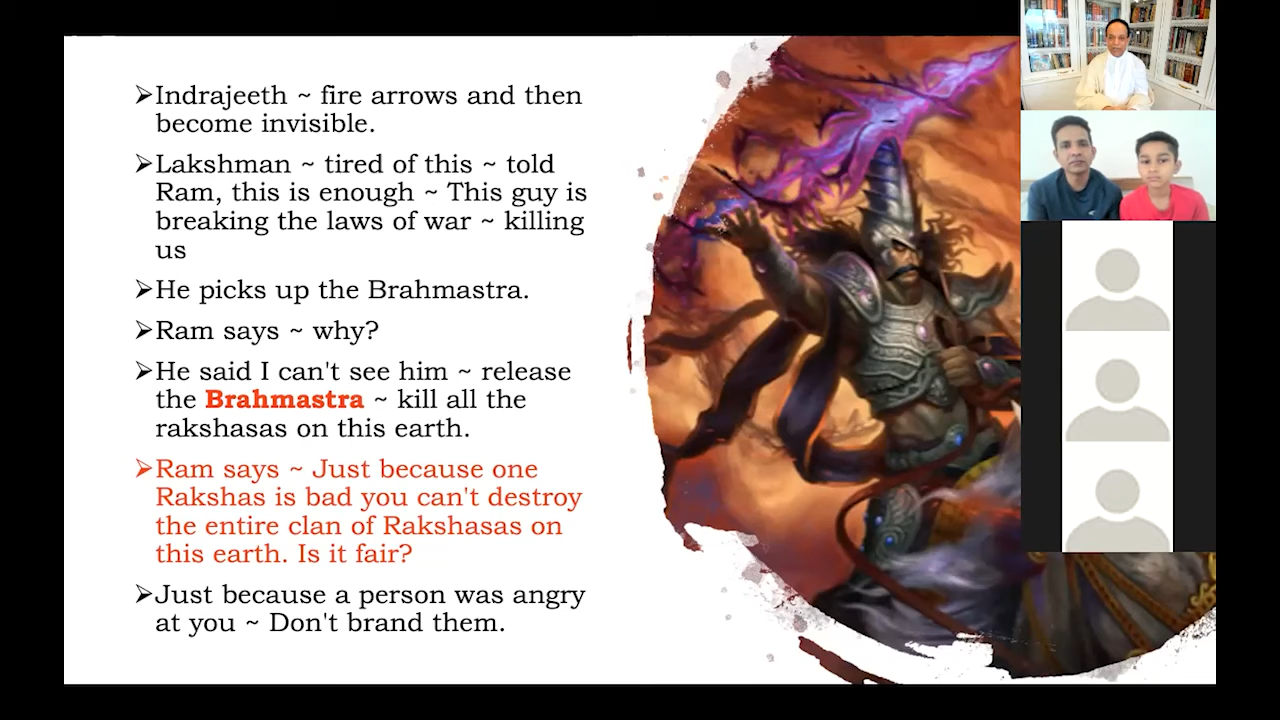 ➢Indrajeeth ~ fire arrows and then
become invisible.
➢Lakshman ~ tired of this ~ told
Ram, this is enough ~ This guy is
breaking the laws of war ~ killing
us
➢He picks up the Brahmastra.
➢Ram says ~ why?
➢He said I can't see him ~ release
the Brahmastra ~ kill all the
rakshasas on this earth.
➢Ram says ~ Just because one
Rakshas is bad you can't destroy
the entire clan of Rakshasas on
this earth. Is it fair?
➢Just because a person was angry
at you ~ Don't brand them.